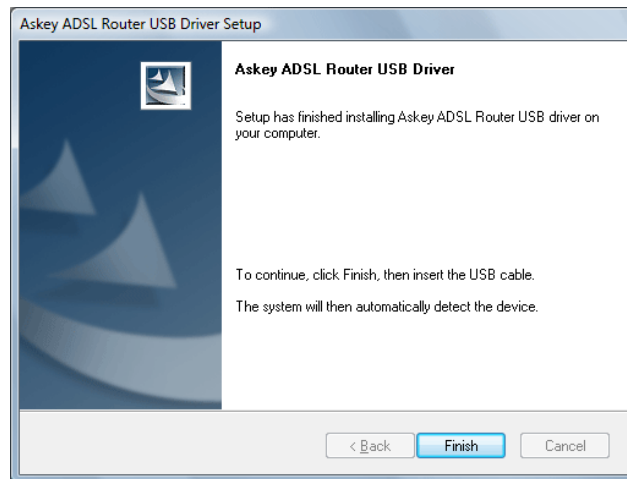 Askey ADSL Router USB Driver Setup
Askey ADSL Router USB Driver
Setup has finished installing Askey ADSL Router USB driver on
your computer.
To continue, click Finish, then insert the USB cable.
The system will then automatically detect the device.
< Back
Finish
Cancel